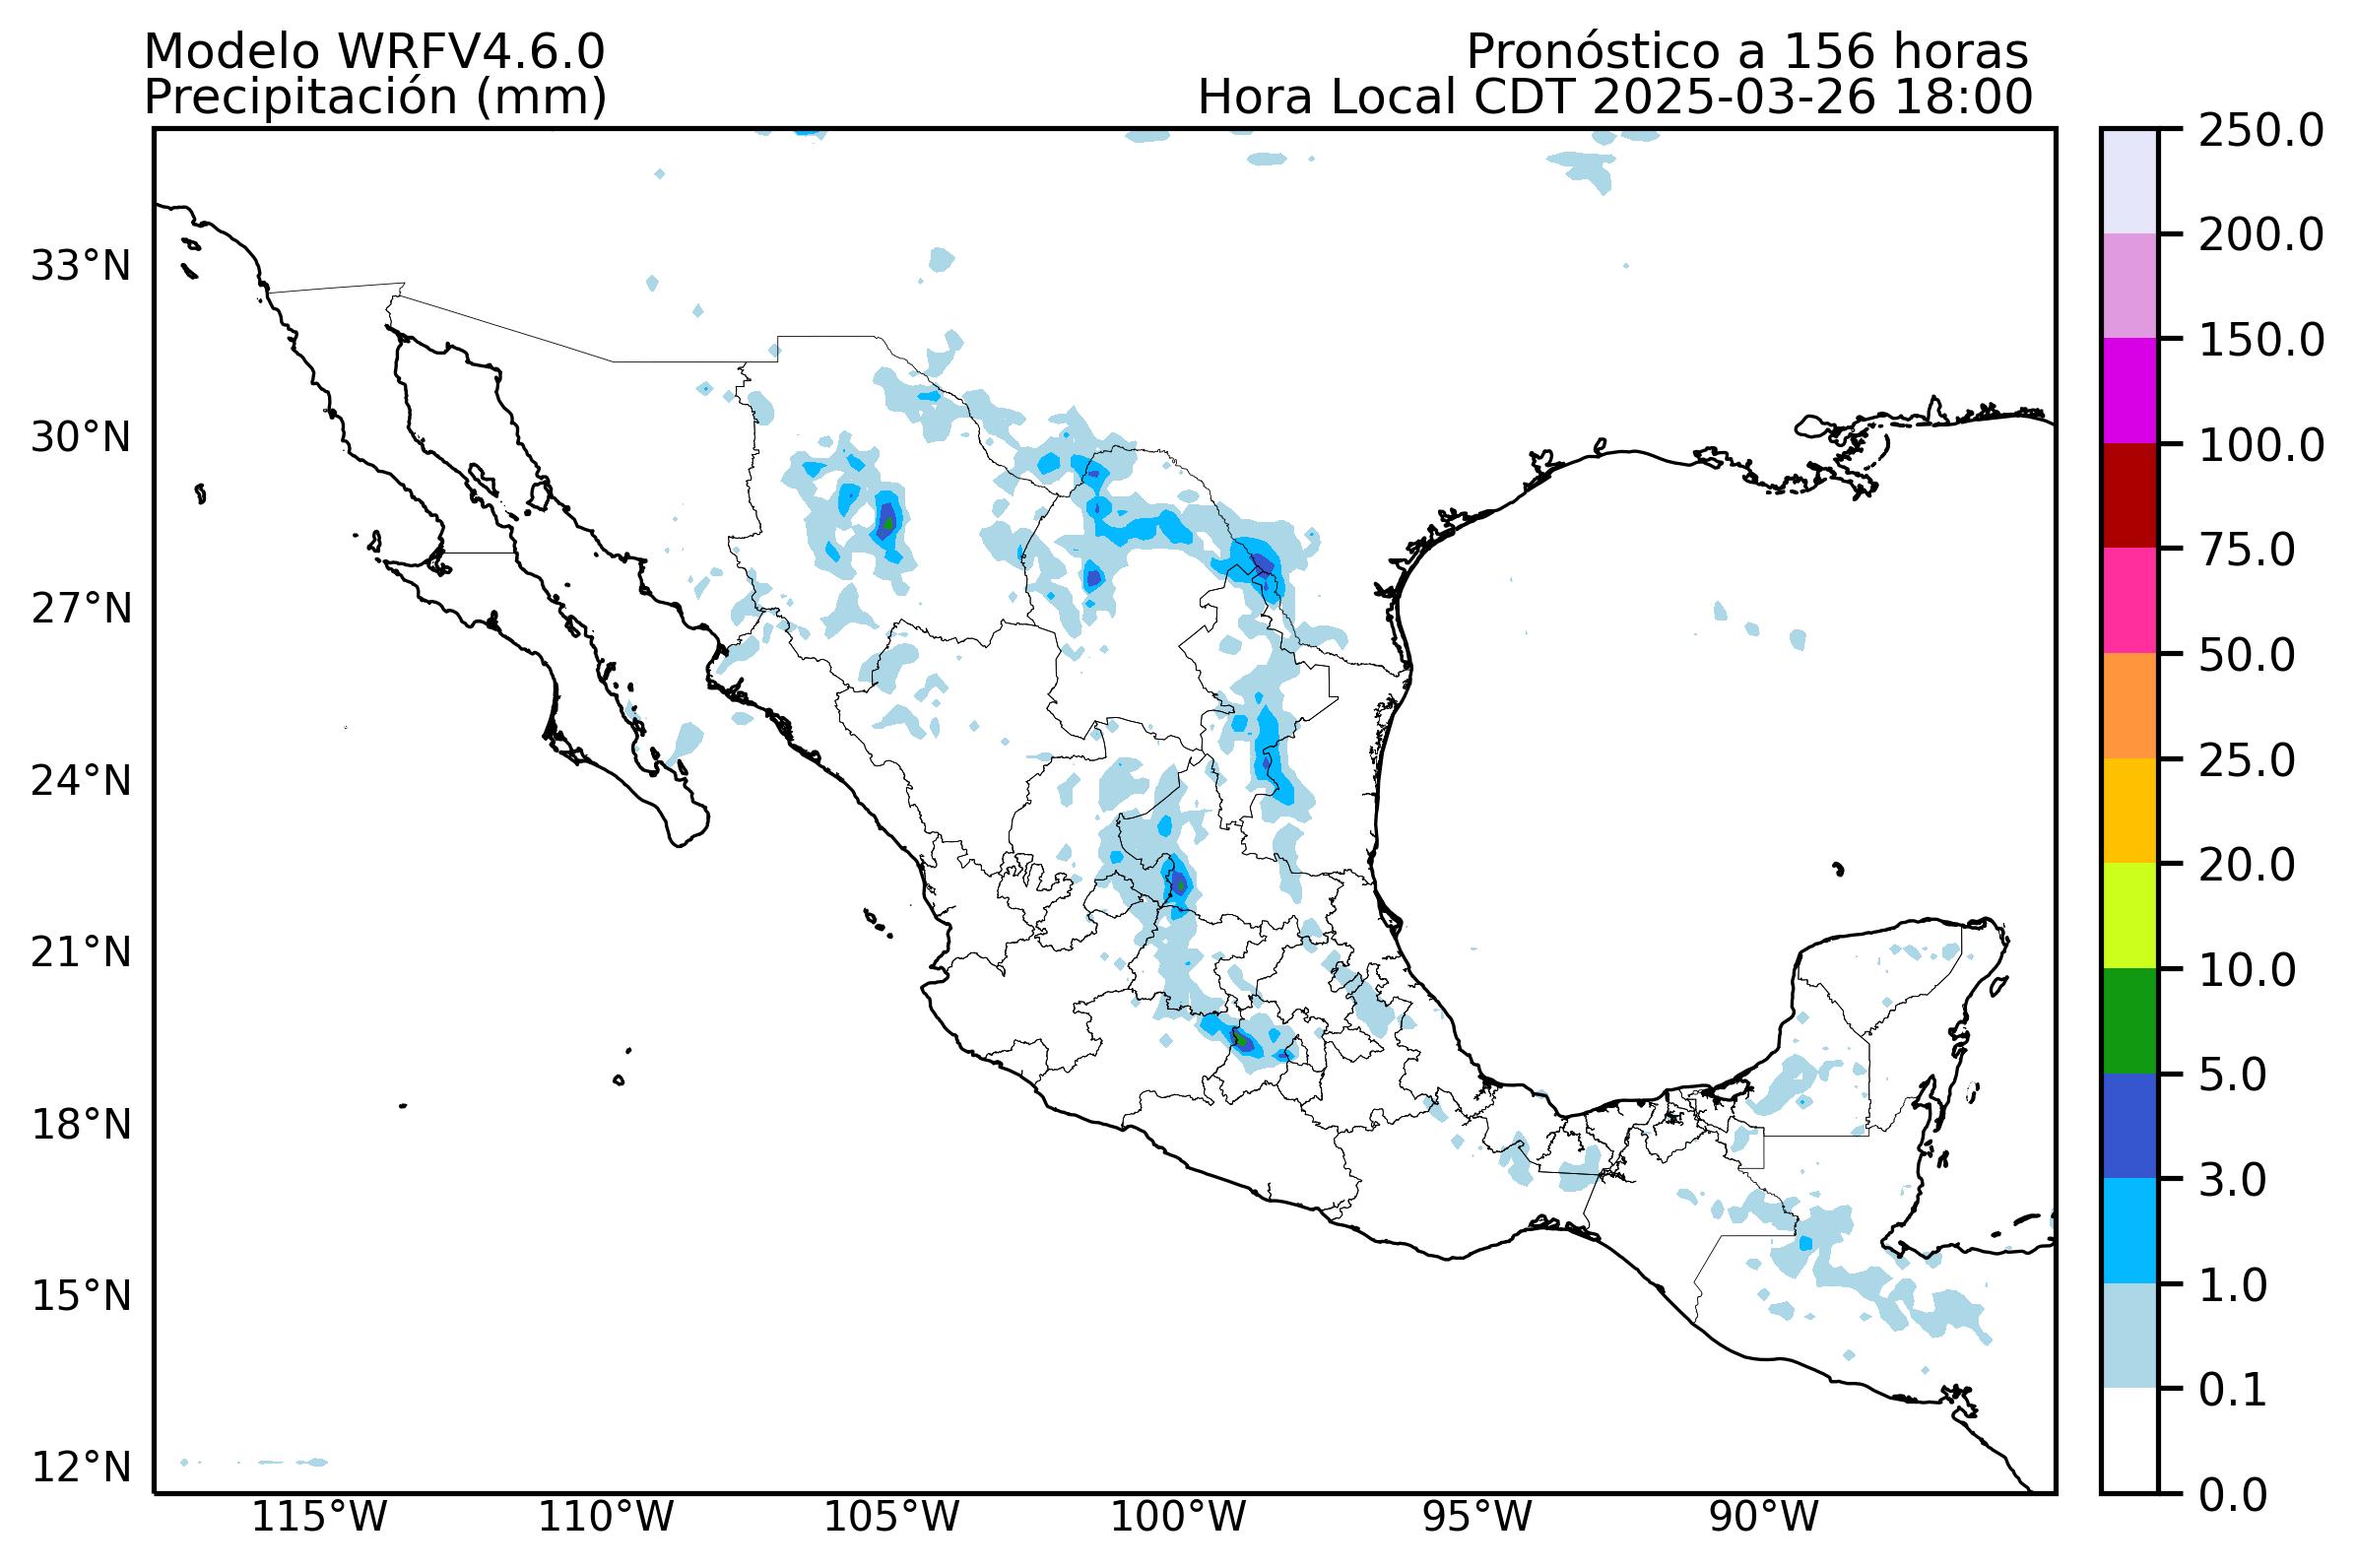 Modelo WRFV4.6.0
Precipitación (mm)
Pronóstico a 156 horas
Hora Local CDT 2025-03-26 18:00
33°N
30°N
27°N
24°N
21°N
18°N
15°N
12°N
115°W
110°W
105°W
100°W
95°W
90°W
250.0
200.0
150.0
100.0
75.0
50.0
25.0
20.0
10.0
5.0
3.0
1.0
0.1
0.0